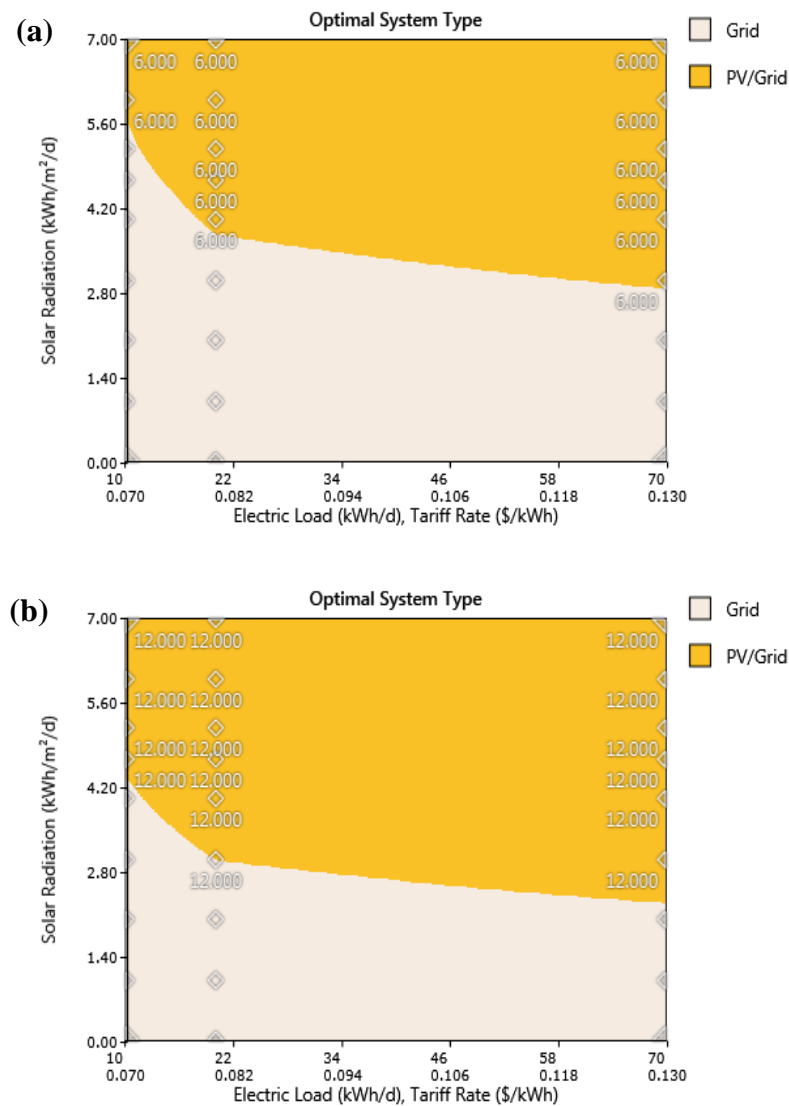 (a)
Optimal System Type
Grid
PV/Grid
Solar Radiation (kWh/m²/d)
7.00
5.60
4.20
2.80
1.40
0.00
6.000 6.000 6.000
6.000 6.000 6.000
6.000 6.000
6.000 6.000
6.000 6.000
6.000
10 22 34 46 58 70
0.070 0.082 0.094 0.106 0.118 0.130
Electric Load (kWh/d), Tariff Rate ($/kWh)
(b)
Optimal System Type
Grid
PV/Grid
Solar Radiation (kWh/m²/d)
7.00
5.60
4.20
2.80
1.40
0.00
12.000 12.000 12.000
12.000 12.000 12.000
12.000 12.000 12.000
12.000 12.000 12.000
12.000 12.000
12.000 12.000
10 22 34 46 58 70
0.070 0.082 0.094 0.106 0.118 0.130
Electric Load (kWh/d), Tariff Rate ($/kWh)